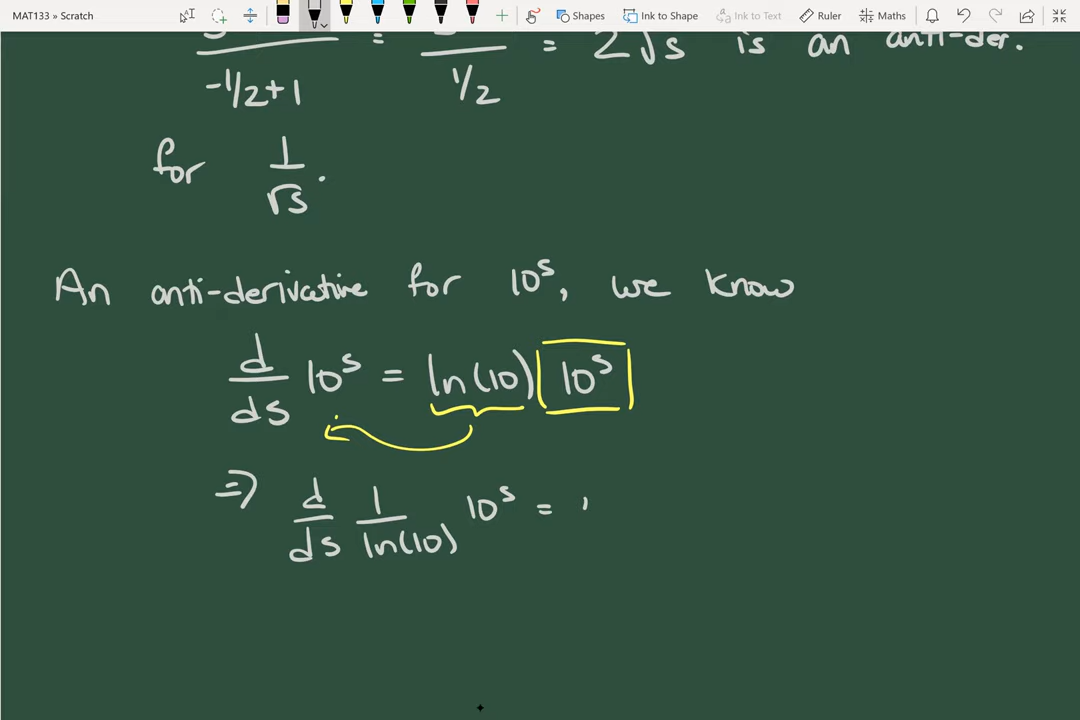 MAT133 » Scratch Shapes Ink to Shape Ink to Text Ruler Maths
-1/2+1 = 1/2 = 2√s is an anti-der.
for 1/√s.
An anti-derivative for 10^s, we know
d/ds 10^s = ln(10) 10^s
⇒ d/ds 1/ln(10) 10^s =